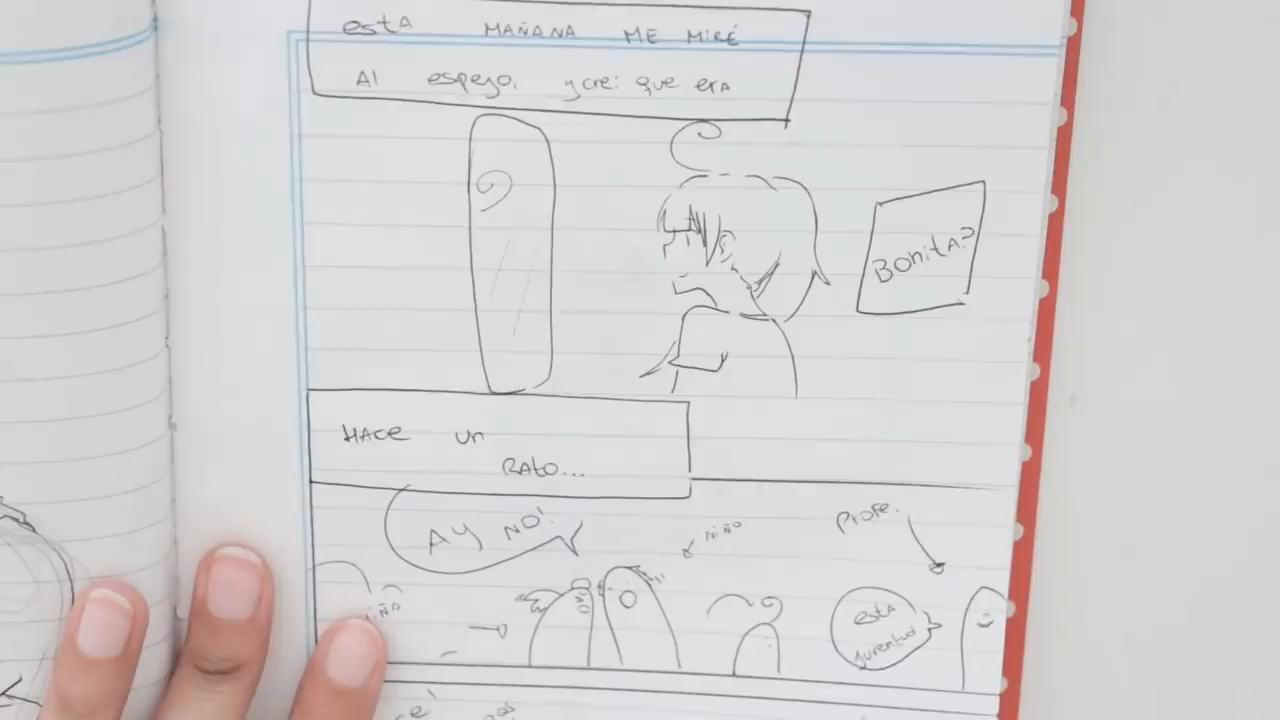 estA MAÑANA ME MIRÉ
Al espejo, y creí que era
BonitA?
HACe un
RAto...
AY NO!
NIÑO
Profe.
estA
juventud